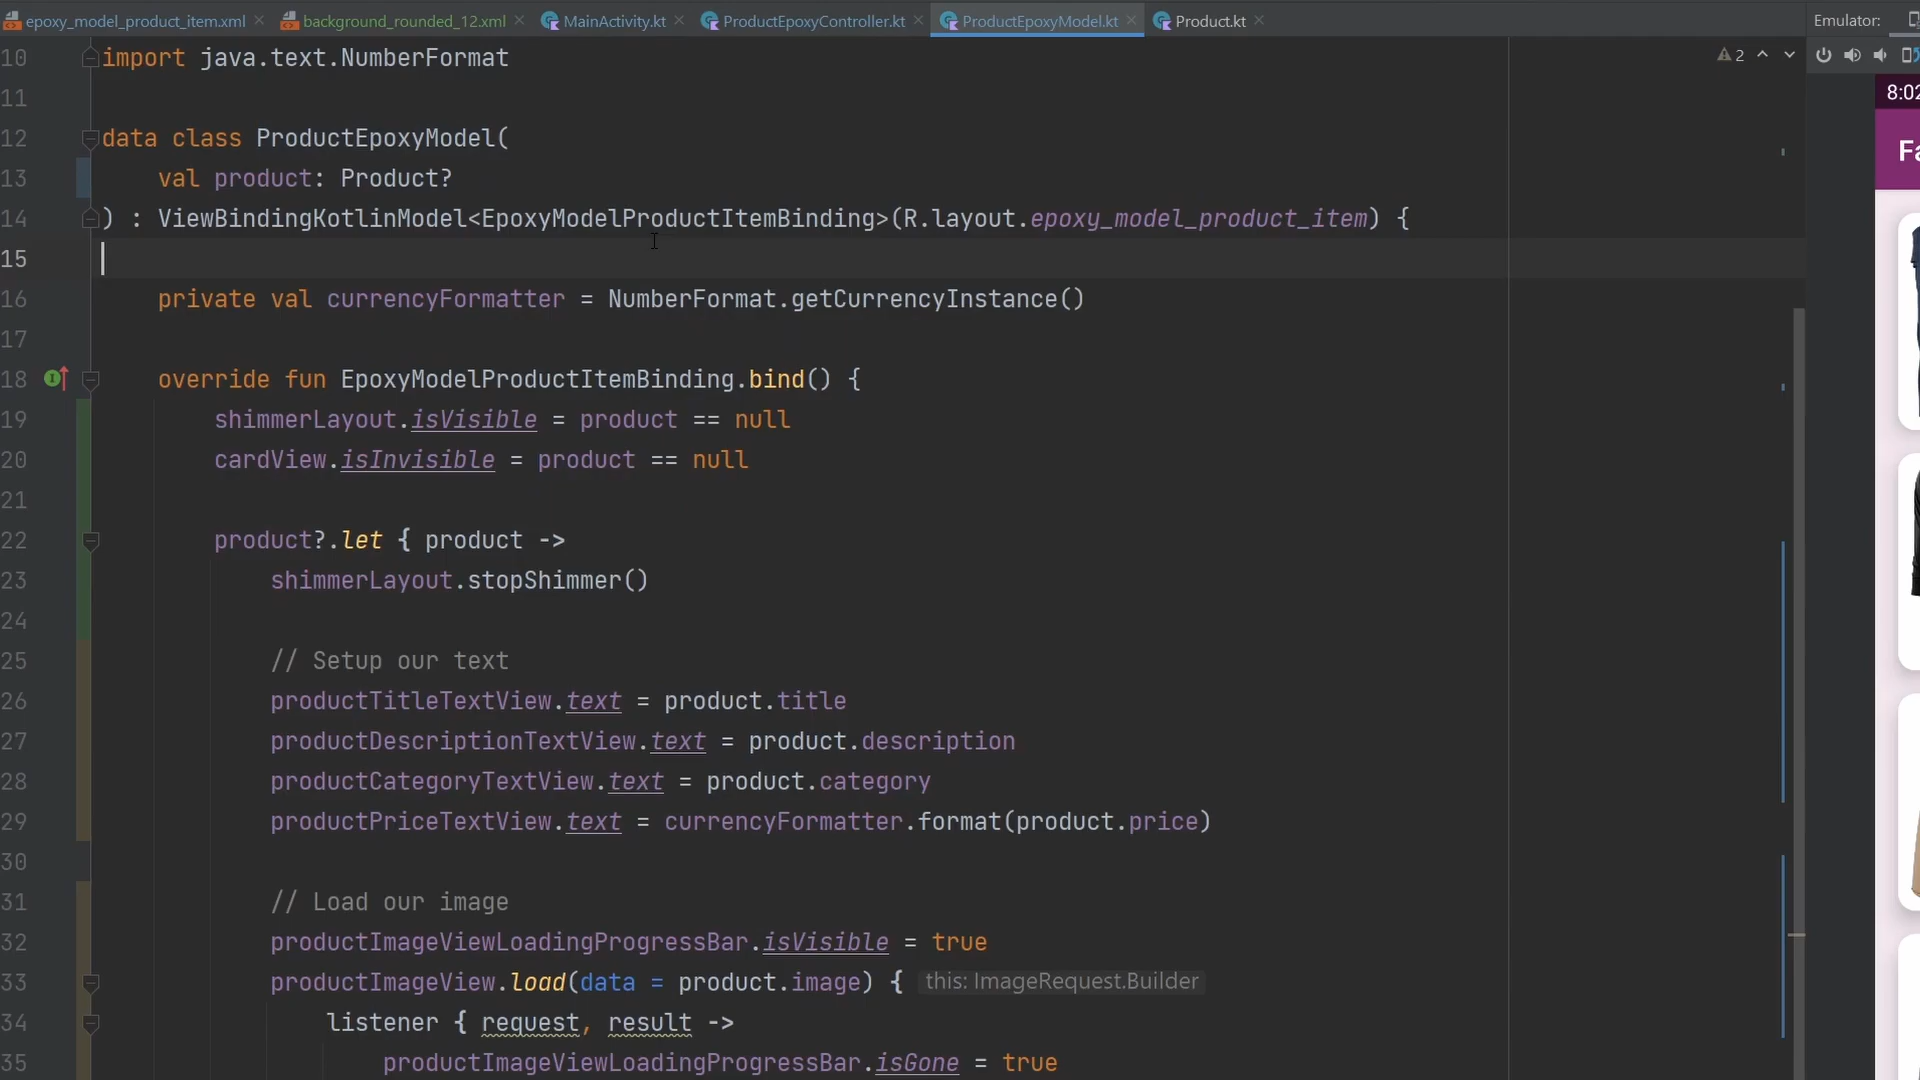 epoxy_model_product_item.xml background_rounded_12.xml MainActivity.kt ProductEpoxyController.kt ProductEpoxyModel.kt Product.kt Emulator:
10 import java.text.NumberFormat 2
11 8:02
12 data class ProductEpoxyModel(
13 val product: Product?
14 ) : ViewBindingKotlinModel<EpoxyModelProductItemBinding>(R.layout.epoxy_model_product_item) {
15
16 private val currencyFormatter = NumberFormat.getCurrencyInstance()
17
18 override fun EpoxyModelProductItemBinding.bind() {
19 shimmerLayout.isVisible = product == null
20 cardView.isInvisible = product == null
21
22 product?.let { product ->
23 shimmerLayout.stopShimmer()
24
25 // Setup our text
26 productTitleTextView.text = product.title
27 productDescriptionTextView.text = product.description
28 productCategoryTextView.text = product.category
29 productPriceTextView.text = currencyFormatter.format(product.price)
30
31 // Load our image
32 productImageViewLoadingProgressBar.isVisible = true
33 productImageView.load(data = product.image) { this: ImageRequest.Builder
34 listener { request, result ->
35 productImageViewLoadingProgressBar.isGone = true